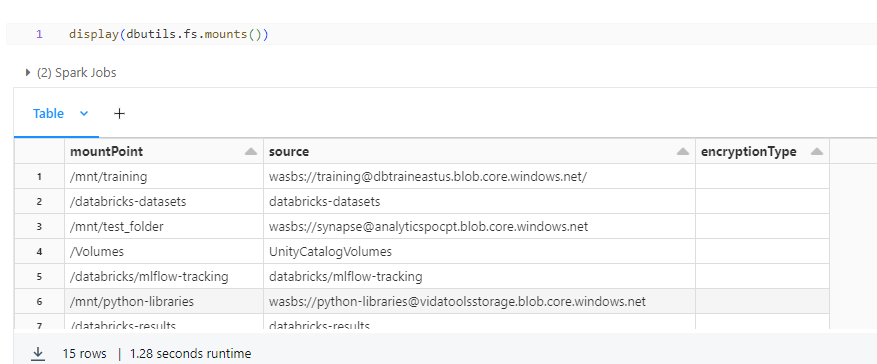 1 display(dbutils.fs.mounts())
(2) Spark Jobs
Table +
mountPoint source encryptionType
1 /mnt/training wasbs://training@dbtraineastus.blob.core.windows.net/
2 /databricks-datasets databricks-datasets
3 /mnt/test_folder wasbs://synapse@analyticspocpt.blob.core.windows.net
4 /Volumes UnityCatalogVolumes
5 /databricks/mlflow-tracking databricks/mlflow-tracking
6 /mnt/python-libraries wasbs://python-libraries@vidatoolsstorage.blob.core.windows.net
7 /databricks-results databricks-results
15 rows | 1.28 seconds runtime